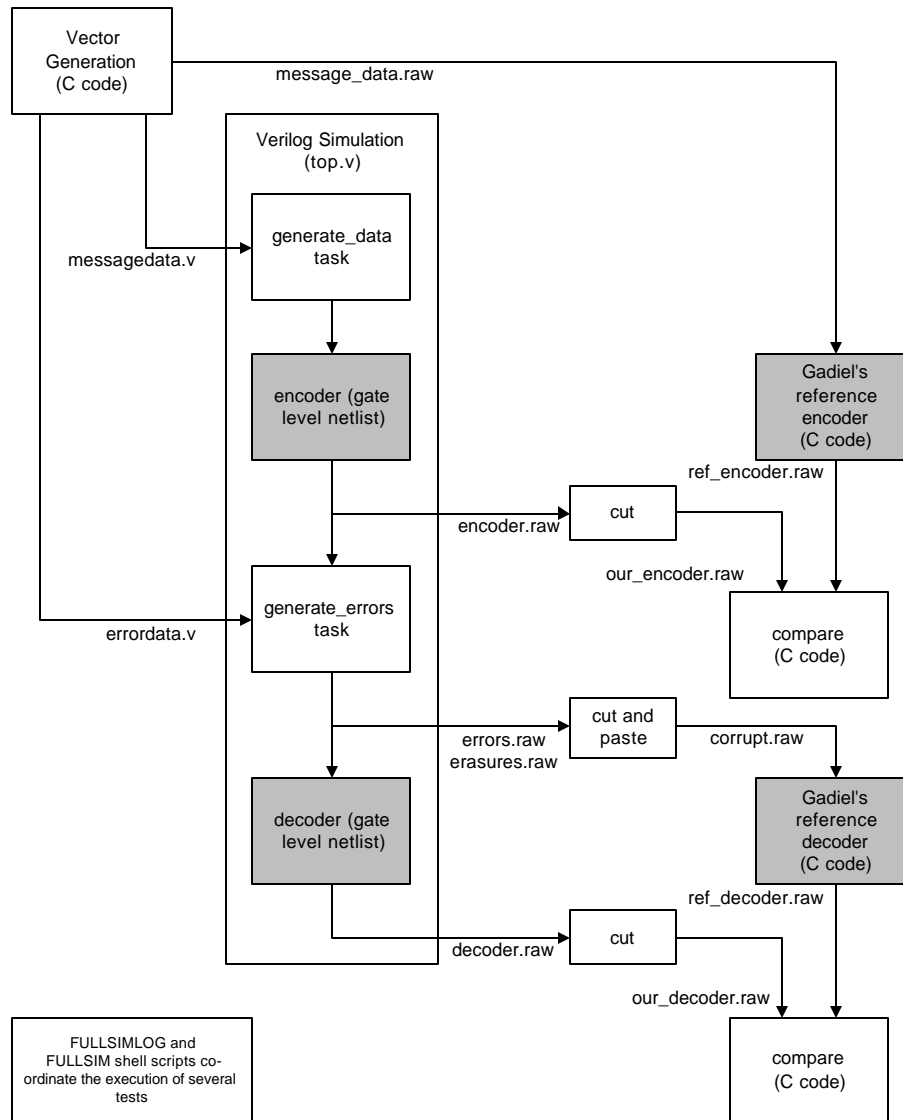 Vector
Generation
(C code)
message_data.raw
Verilog Simulation
(top.v)
generate_data
task
messagedata.v
encoder (gate
level netlist)
Gadiel's
reference
encoder
(C code)
ref_encoder.raw
encoder.raw
cut
our_encoder.raw
generate_errors
task
errordata.v
compare
(C code)
errors.raw
erasures.raw
cut and
paste
corrupt.raw
decoder (gate
level netlist)
Gadiel's
reference
decoder
(C code)
ref_decoder.raw
decoder.raw
cut
our_decoder.raw
FULLSIMLOG and
FULLSIM shell scripts co-
ordinate the execution of several
tests
compare
(C code)